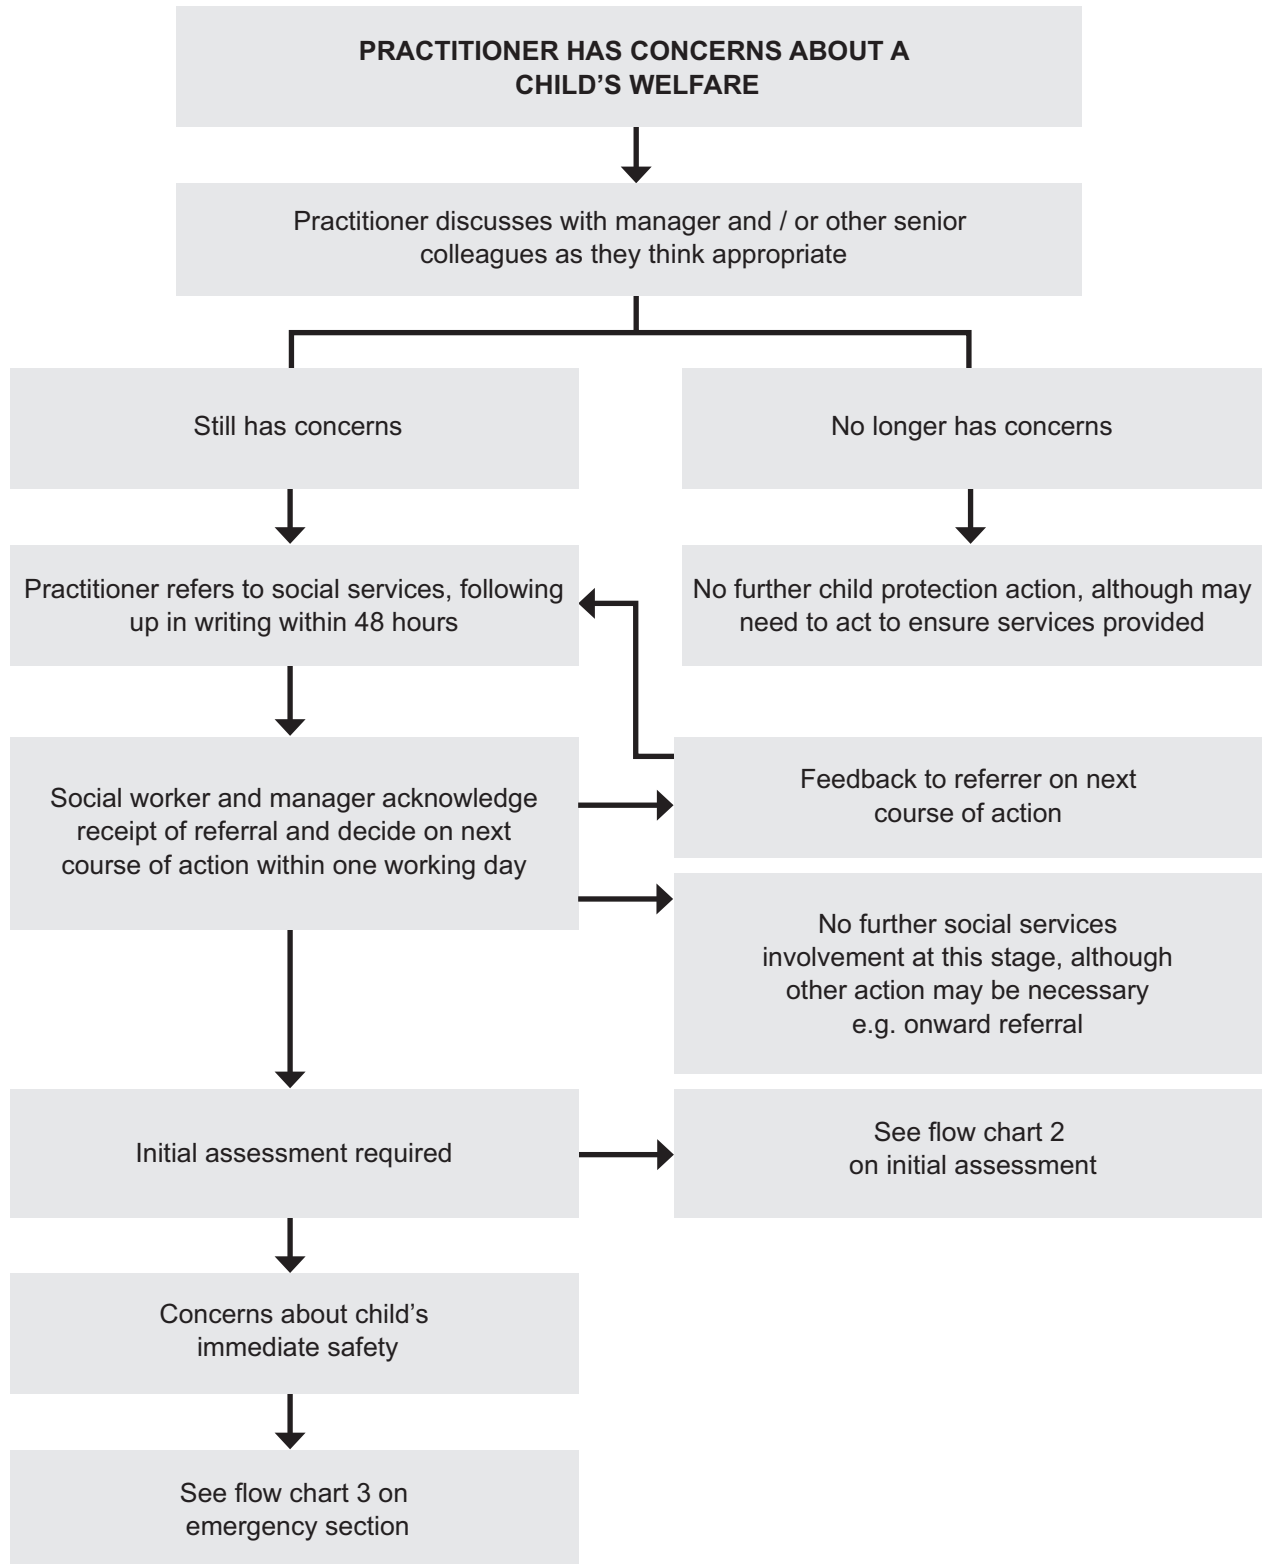 PRACTITIONER HAS CONCERNS ABOUT A
CHILD’S WELFARE
Practitioner discusses with manager and / or other senior
colleagues as they think appropriate
Still has concerns
No longer has concerns
Practitioner refers to social services, following
up in writing within 48 hours
No further child protection action, although may
need to act to ensure services provided
Social worker and manager acknowledge
receipt of referral and decide on next
course of action within one working day
Feedback to referrer on next
course of action
No further social services
involvement at this stage, although
other action may be necessary
e.g. onward referral
Initial assessment required
See flow chart 2
on initial assessment
Concerns about child’s
immediate safety
See flow chart 3 on
emergency section